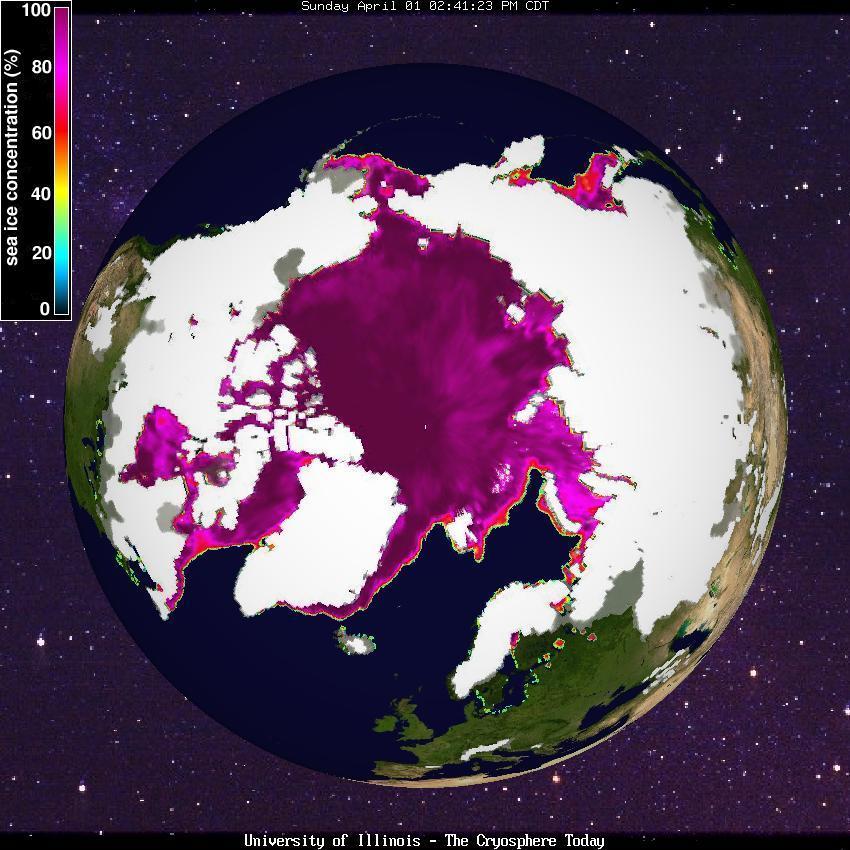 Sunday April 01 02:41:23 PM CDT
100
80
60
40
20
0
sea ice concentration (%)
University of Illinois - The Cryosphere Today